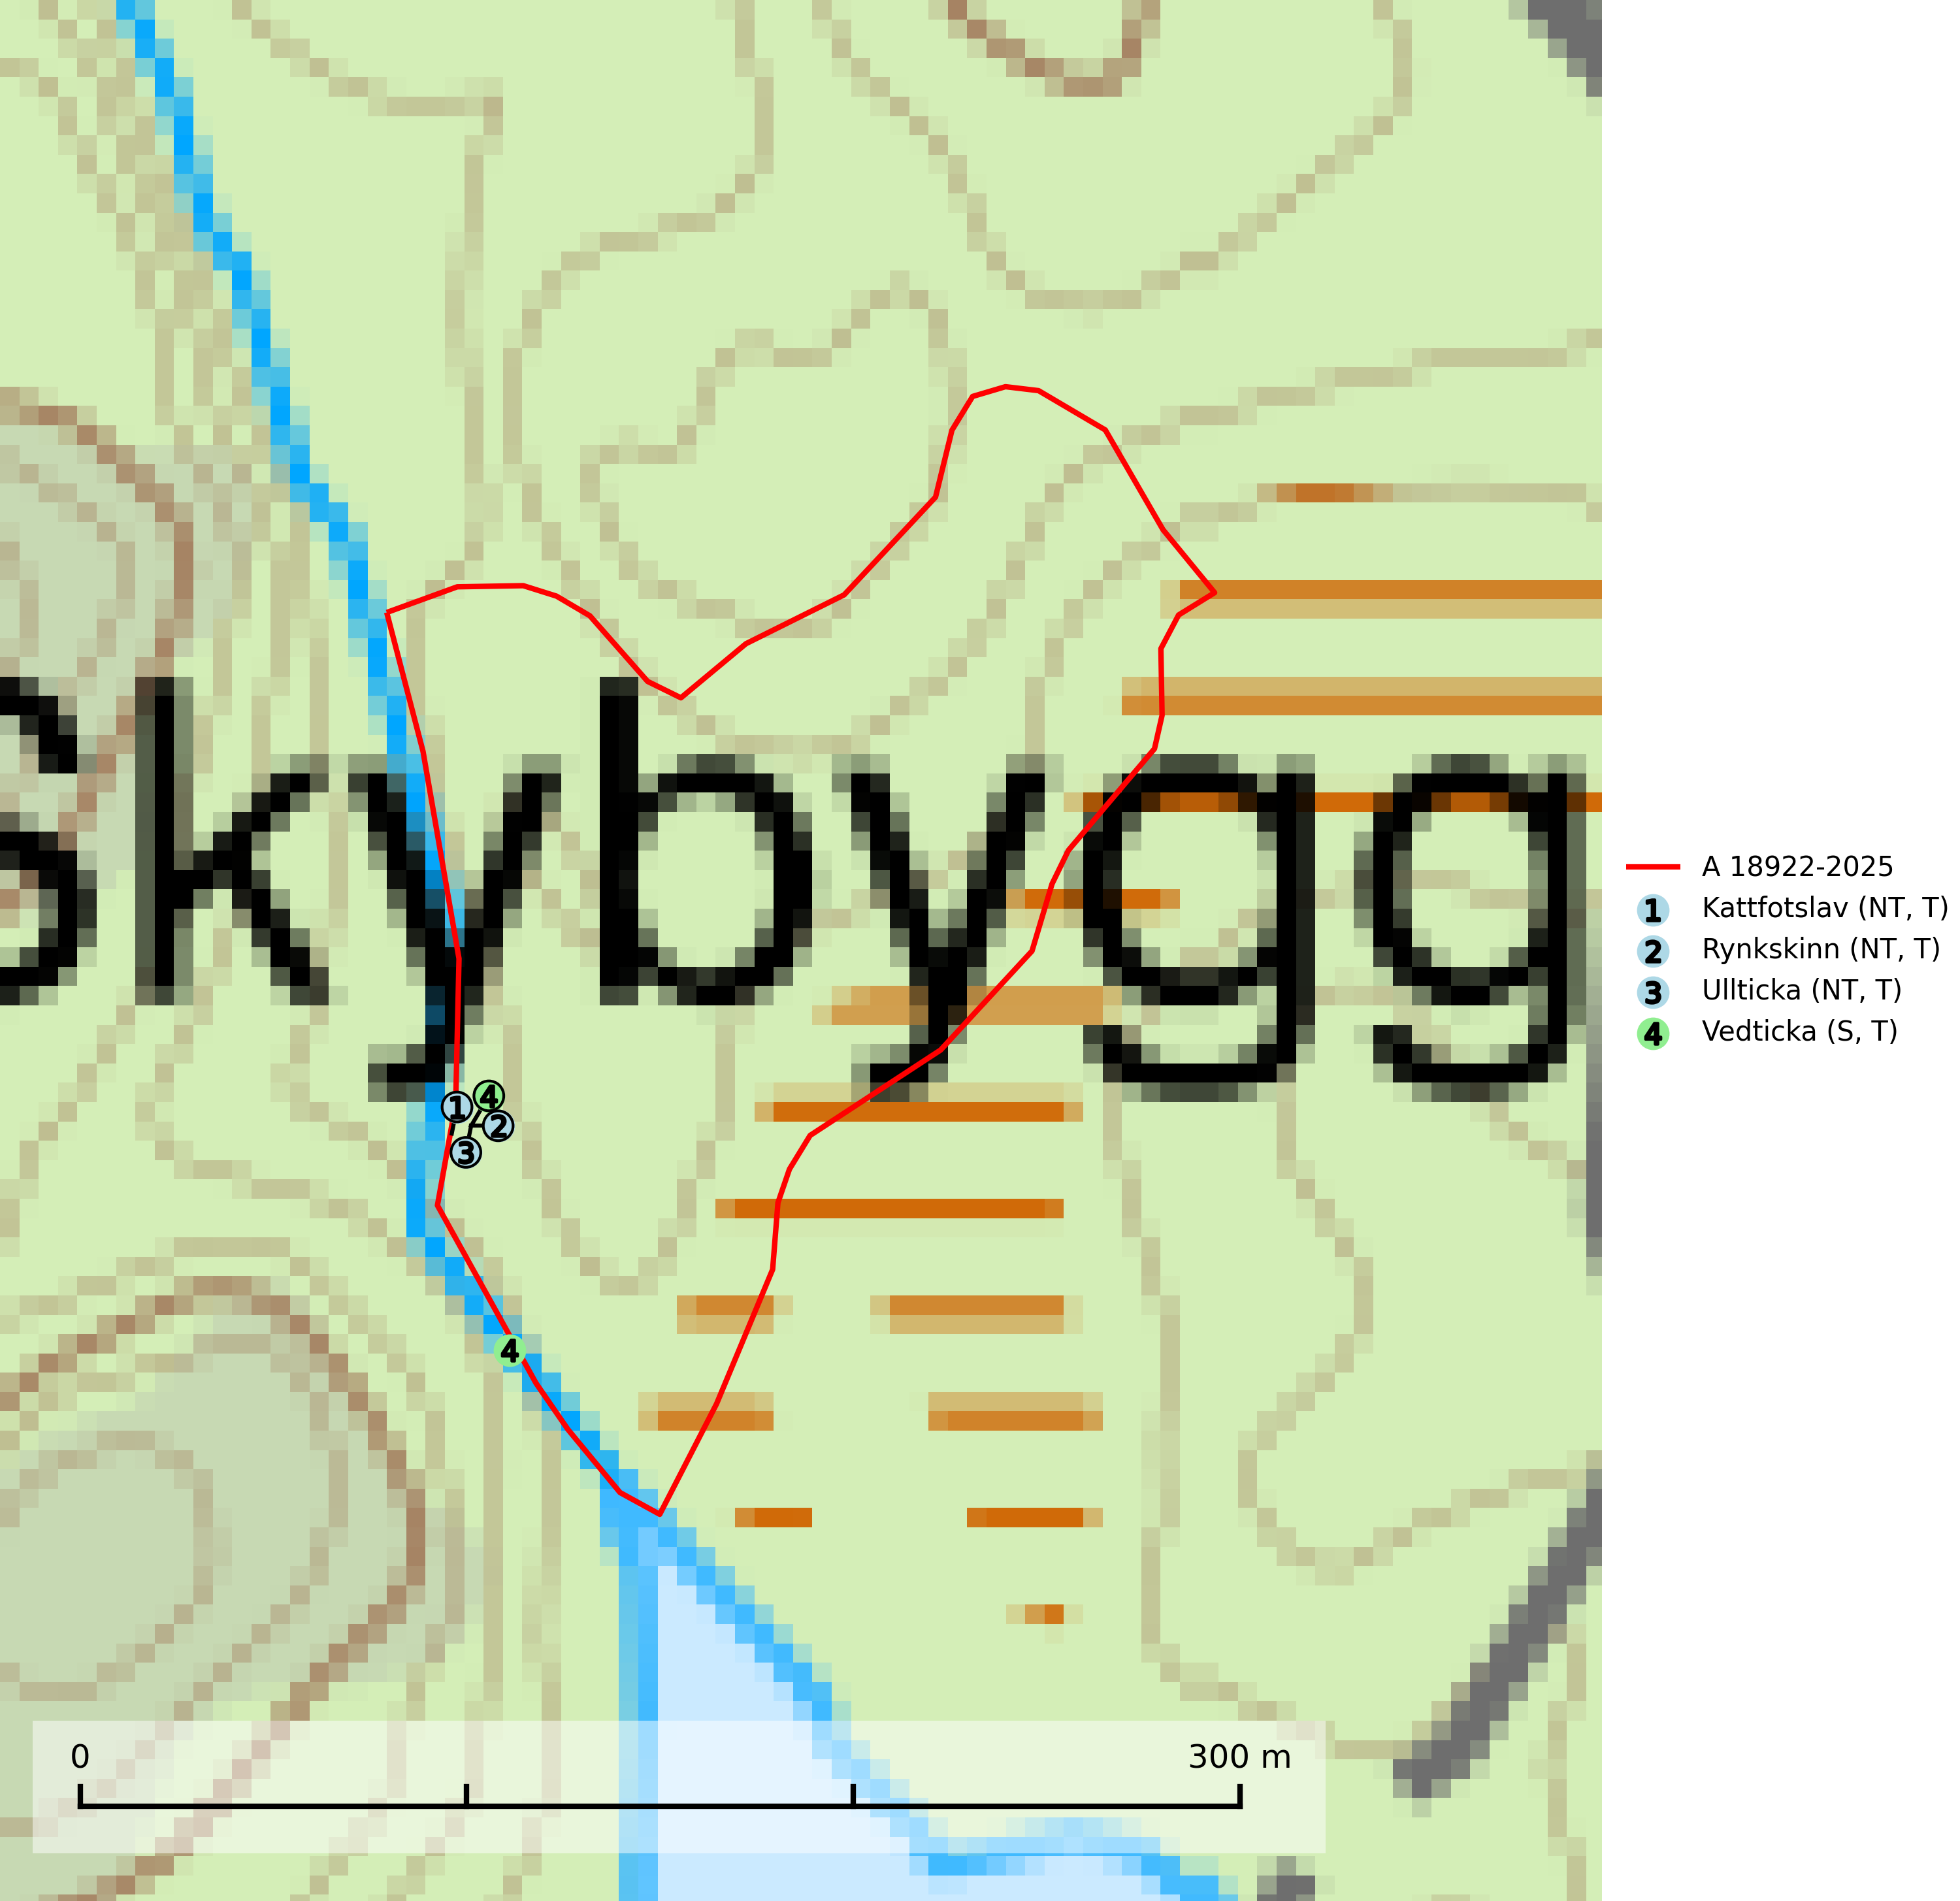 skybygg
A 18922-2025
1 Kattfotslav (NT, T)
2 Rynkskinn (NT, T)
3 Ullticka (NT, T)
4 Vedticka (S, T)
1
4
2
3
4
0 300 m